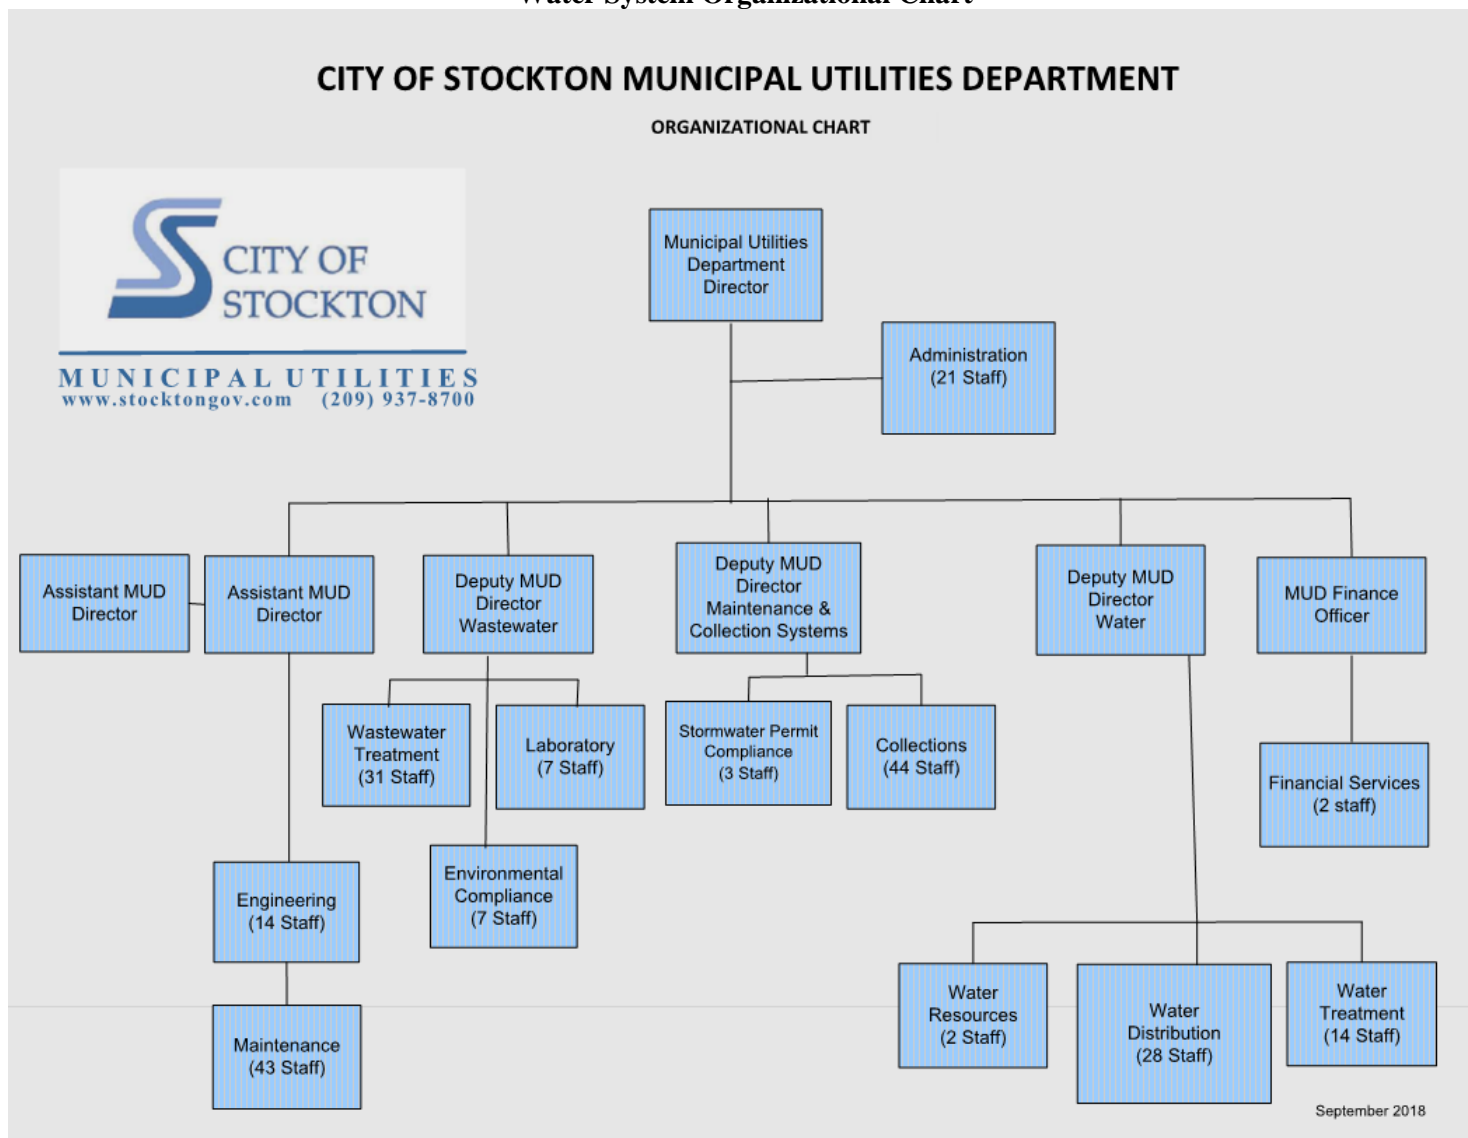 Water System Organizational Chart
CITY OF STOCKTON MUNICIPAL UTILITIES DEPARTMENT
ORGANIZATIONAL CHART
CITY OF
STOCKTON
MUNICIPAL UTILITIES
www.stocktongov.com (209) 937-8700
Municipal Utilities
Department
Director
Administration
(21 Staff)
Assistant MUD
Director
Assistant MUD
Director
Deputy MUD
Director
Wastewater
Deputy MUD
Director
Maintenance &
Collection Systems
Deputy MUD
Director
Water
MUD Finance
Officer
Wastewater
Treatment
(31 Staff)
Laboratory
(7 Staff)
Stormwater Permit
Compliance
(3 Staff)
Collections
(44 Staff)
Financial Services
(2 staff)
Environmental
Compliance
(7 Staff)
Engineering
(14 Staff)
Maintenance
(43 Staff)
Water
Resources
(2 Staff)
Water
Distribution
(28 Staff)
Water
Treatment
(14 Staff)
September 2018